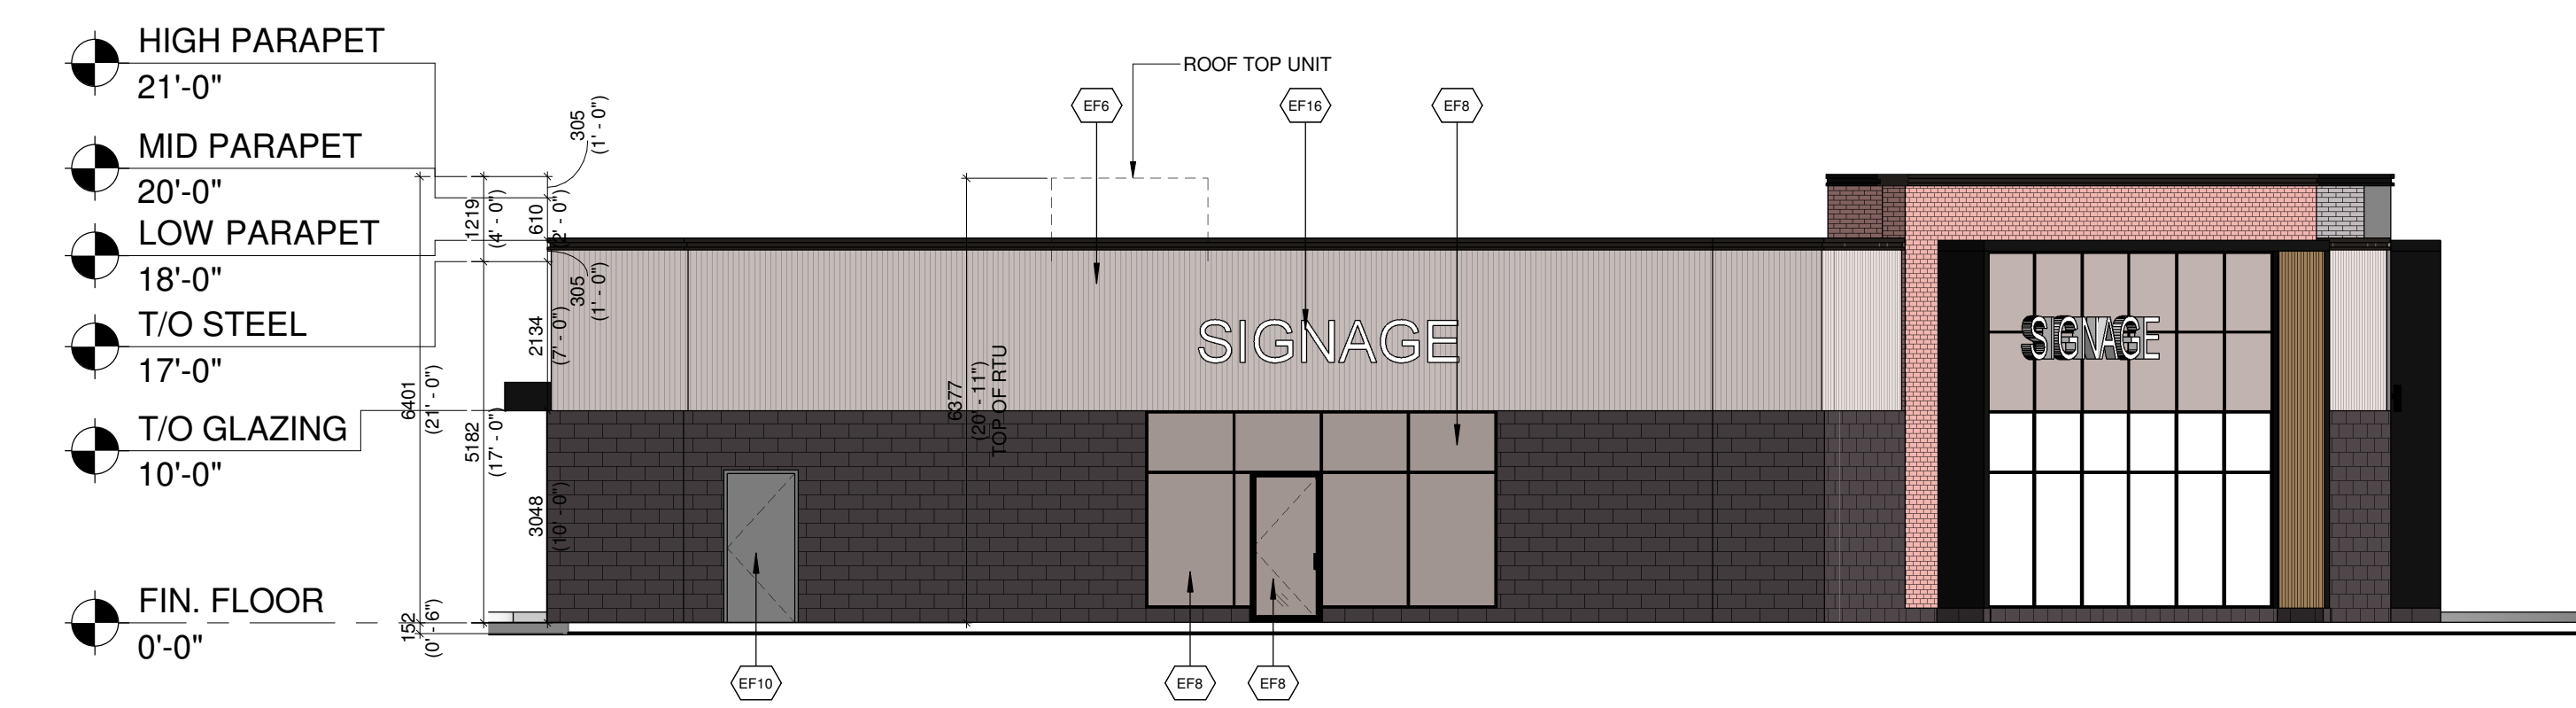 HIGH PARAPET
21'-0"
MID PARAPET
20'-0"
LOW PARAPET
18'-0"
T/O STEEL
17'-0"
T/O GLAZING
10'-0"
FIN. FLOOR
0'-0"
6401
(21' - 0")
152
(0' - 6")
1219
(4' - 0")
5182
(17' - 0")
305
(1' - 0")
610
(2' - 0")
305
(1' - 0")
2134
(7' - 0")
3048
(10' - 0")
6377
(20' - 11")
TOP OF RTU
ROOF TOP UNIT
EF6
EF16
EF8
SIGNAGE
SIGNAGE
EF10
EF8
EF8